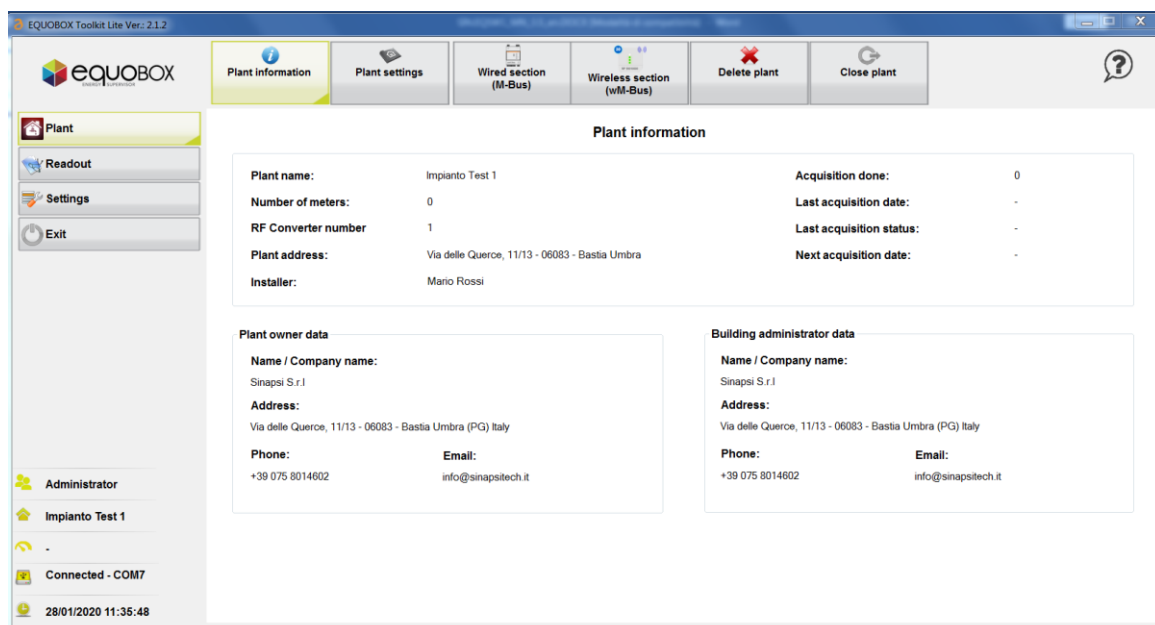 EQUOBOX Toolkit Lite Ver.: 2.1.2
equoBOX
ENERGY SUPERVISOR
Plant information
Plant settings
Wired section
(M-Bus)
Wireless section
(wM-Bus)
Delete plant
Close plant
Plant
Readout
Settings
Exit
Plant information
Plant name: Impianto Test 1 Acquisition done: 0
Number of meters: 0 Last acquisition date: -
RF Converter number 1 Last acquisition status: -
Plant address: Via delle Querce, 11/13 - 06083 - Bastia Umbra Next acquisition date: -
Installer: Mario Rossi
Plant owner data
Name / Company name:
Sinapsi S.r.l
Address:
Via delle Querce, 11/13 - 06083 - Bastia Umbra (PG) Italy
Phone: Email:
+39 075 8014602 info@sinapsitech.it
Building administrator data
Name / Company name:
Sinapsi S.r.l
Address:
Via delle Querce, 11/13 - 06083 - Bastia Umbra (PG) Italy
Phone: Email:
+39 075 8014602 info@sinapsitech.it
Administrator
Impianto Test 1
-
Connected - COM7
28/01/2020 11:35:48